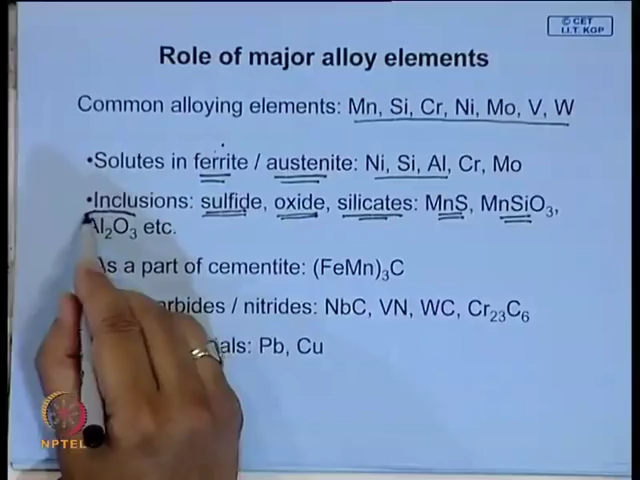 © CET
I.I.T. KGP
Role of major alloy elements
Common alloying elements: Mn, Si, Cr, Ni, Mo, V, W
•Solutes in ferrite / austenite: Ni, Si, Al, Cr, Mo
•Inclusions: sulfide, oxide, silicates: MnS, MnSiO₃,
Al₂O₃ etc.
As a part of cementite: (FeMn)₃C
/ nitrides: NbC, VN, WC, Cr₂₃C₆
Pb, Cu
NPTEL